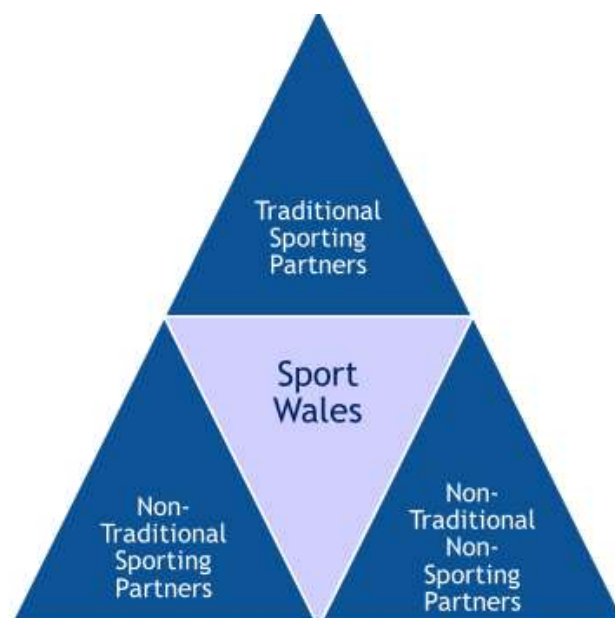 Traditional
Sporting
Partners
Sport
Wales
Non-
Traditional
Sporting
Partners
Non-
Traditional
Non-
Sporting
Partners